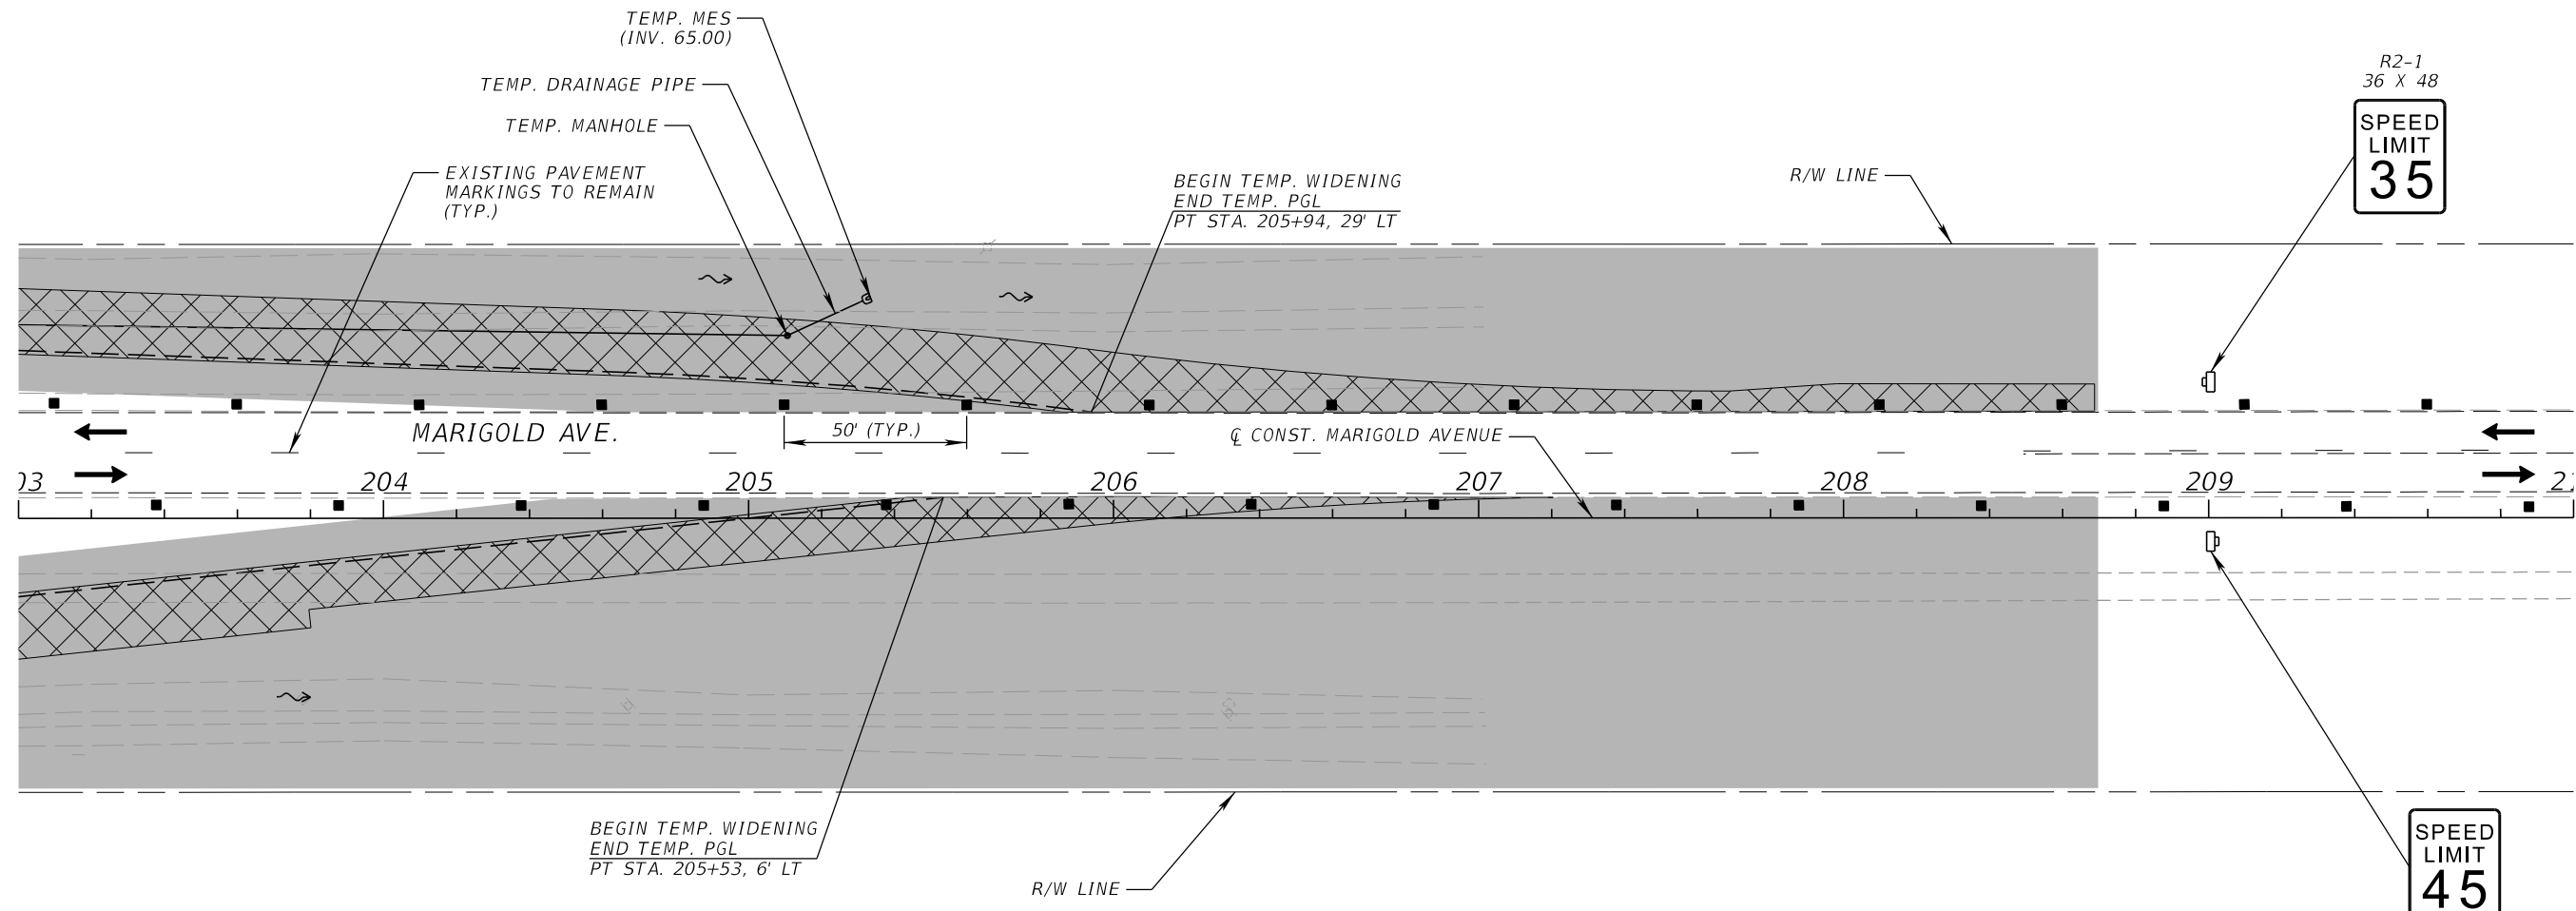 TEMP. MES
(INV. 65.00)
TEMP. DRAINAGE PIPE
TEMP. MANHOLE
EXISTING PAVEMENT
MARKINGS TO REMAIN
(TYP.)
BEGIN TEMP. WIDENING
END TEMP. PGL
PT STA. 205+94, 29' LT
R/W LINE
R2-1
36 X 48
SPEED
LIMIT
35
MARIGOLD AVE.
50' (TYP.)
℄ CONST. MARIGOLD AVENUE
03
204
205
206
207
208
209
BEGIN TEMP. WIDENING
END TEMP. PGL
PT STA. 205+53, 6' LT
R/W LINE
SPEED
LIMIT
45